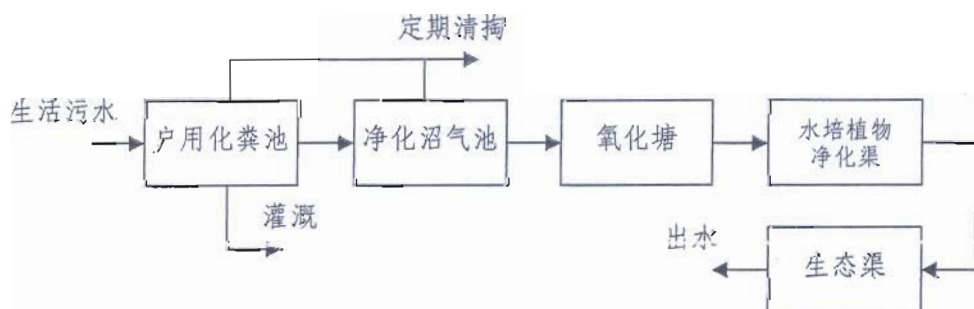 定期清掏
生活污水
户用化粪池
净化沼气池
氧化塘
水培植物
净化渠
灌溉
出水
生态渠